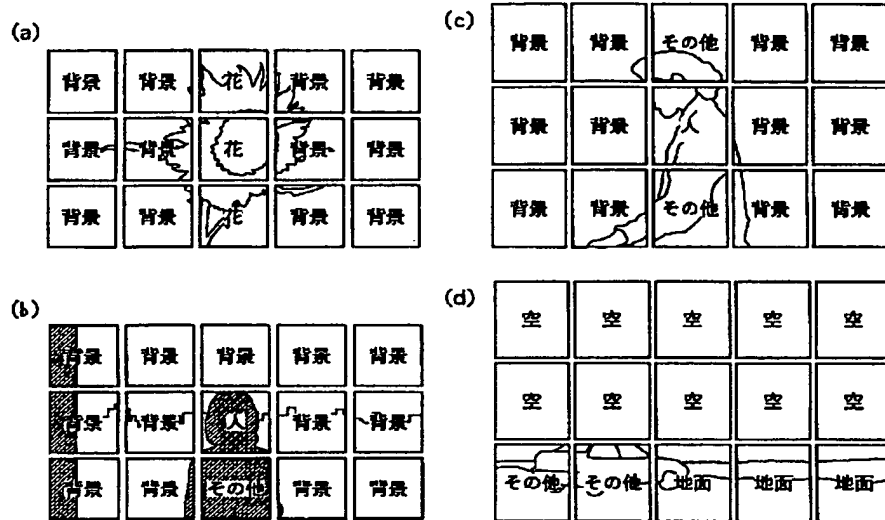 (a)
背景 背景 花 背景 背景
背景 背景 花 背景 背景
背景 背景 花 背景 背景
(b)
背景 背景 背景 背景 背景
背景 背景 人 背景 背景
背景 背景 その他 背景 背景
(c)
背景 背景 その他 背景 背景
背景 背景 人 背景 背景
背景 背景 その他 背景 背景
(d)
空 空 空 空 空
空 空 空 空 空
その他 その他 地面 地面 地面